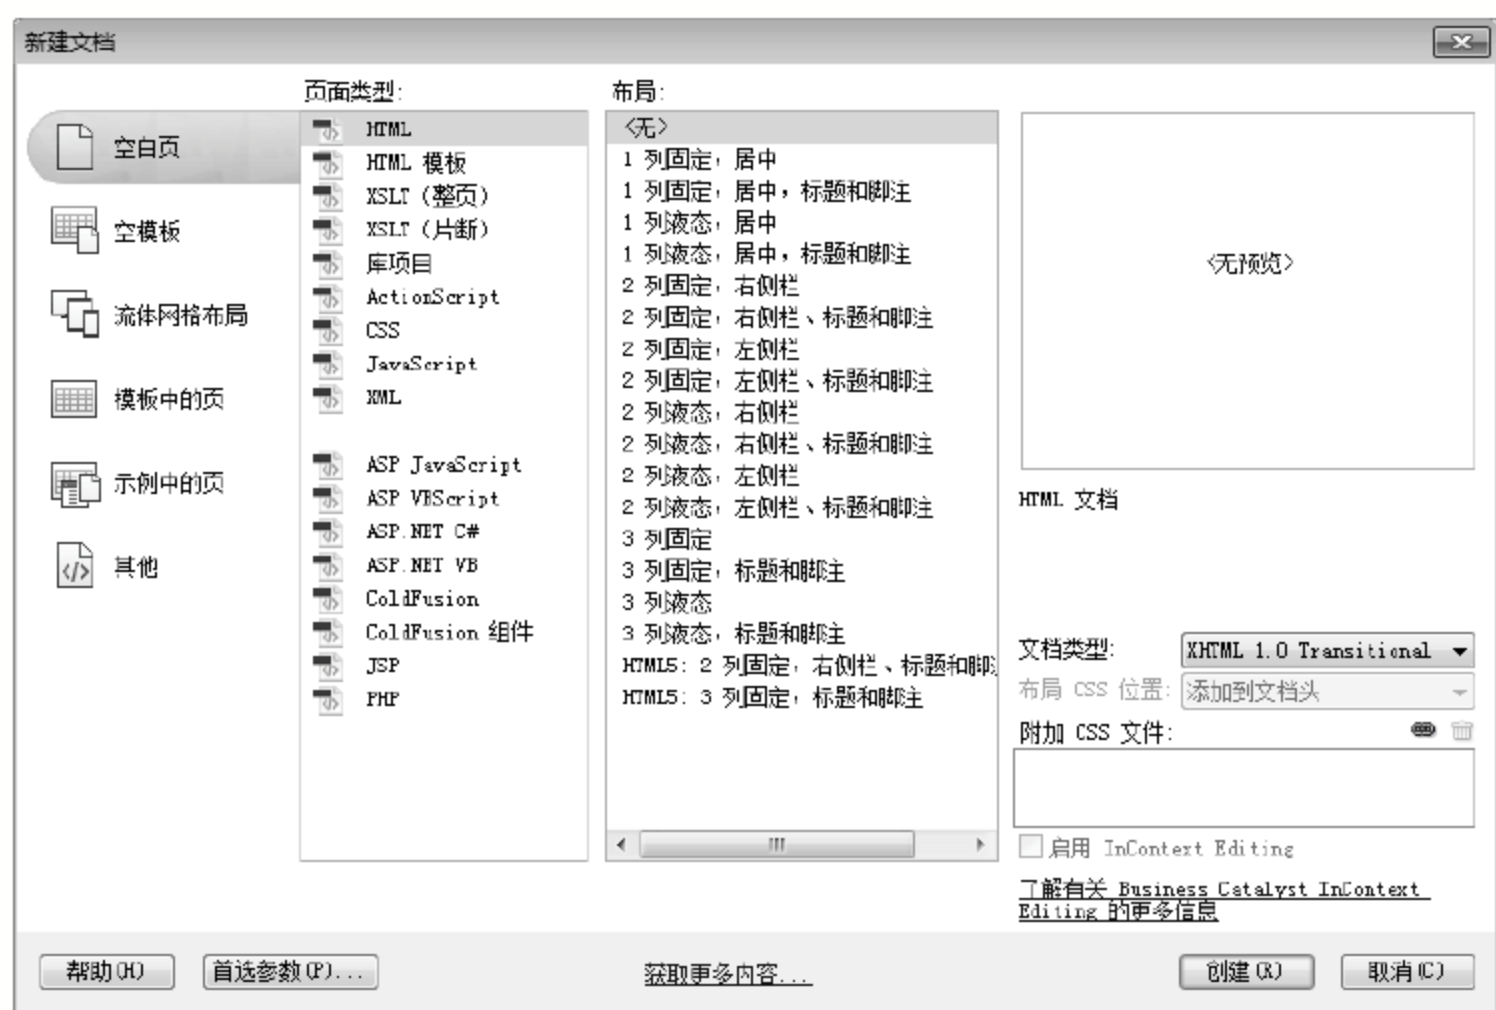 新建文档
页面类型:
布局:
空白页
空模板
流体网格布局
模板中的页
示例中的页
其他
HTML
HTML 模板
XSLT (整页)
XSLT (片断)
库项目
ActionScript
CSS
JavaScript
XML
ASP JavaScript
ASP VBScript
ASP.NET C#
ASP.NET VB
ColdFusion
ColdFusion 组件
JSP
PHP
<无>
1 列固定, 居中
1 列固定, 居中, 标题和脚注
1 列液态, 居中
1 列液态, 居中, 标题和脚注
2 列固定, 右侧栏
2 列固定, 右侧栏、标题和脚注
2 列固定, 左侧栏
2 列固定, 左侧栏、标题和脚注
2 列液态, 右侧栏
2 列液态, 右侧栏、标题和脚注
2 列液态, 左侧栏
2 列液态, 左侧栏、标题和脚注
3 列固定
3 列固定, 标题和脚注
3 列液态
3 列液态, 标题和脚注
HTML5: 2 列固定, 右侧栏、标题和脚注
HTML5: 3 列固定, 标题和脚注
<无预览>
HTML 文档
文档类型: XHTML 1.0 Transitional
布局 CSS 位置: 添加到文档头
附加 CSS 文件:
启用 InContext Editing
了解有关 Business Catalyst InContext
Editing 的更多信息
帮助(H) 首选参数(P)... 获取更多内容... 创建(R) 取消(C)